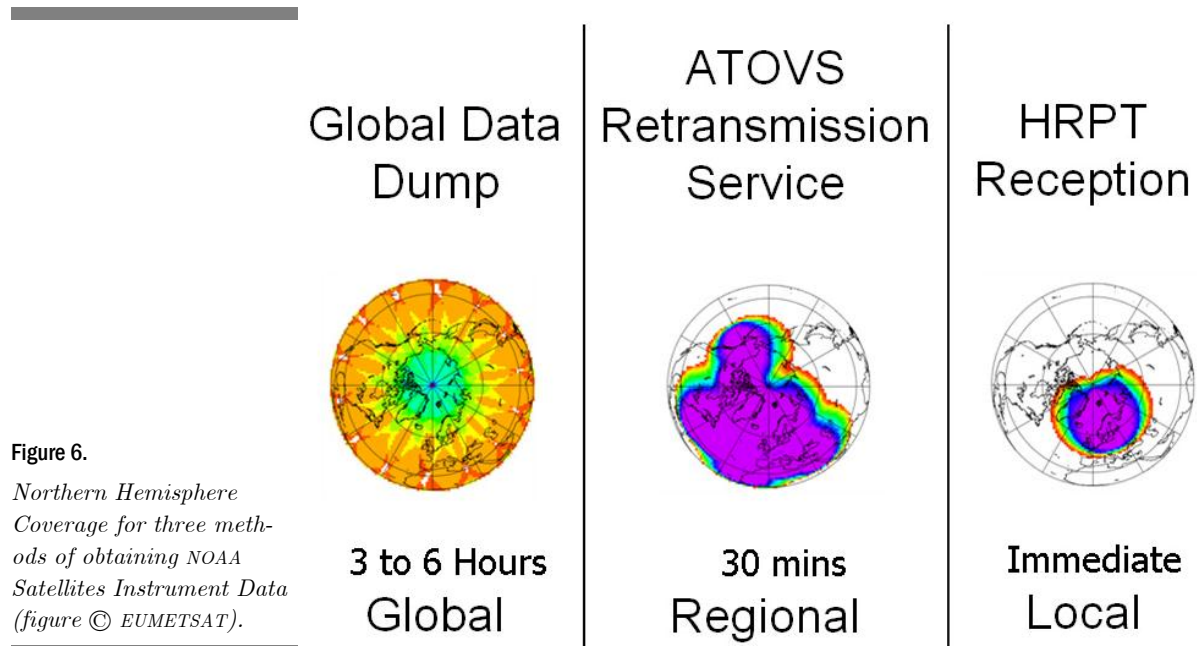 Global Data
Dump
3 to 6 Hours
Global
ATOVS
Retransmission
Service
30 mins
Regional
HRPT
Reception
Immediate
Local
Figure 6.
Northern Hemisphere
Coverage for three meth-
ods of obtaining NOAA
Satellites Instrument Data
(figure © EUMETSAT).